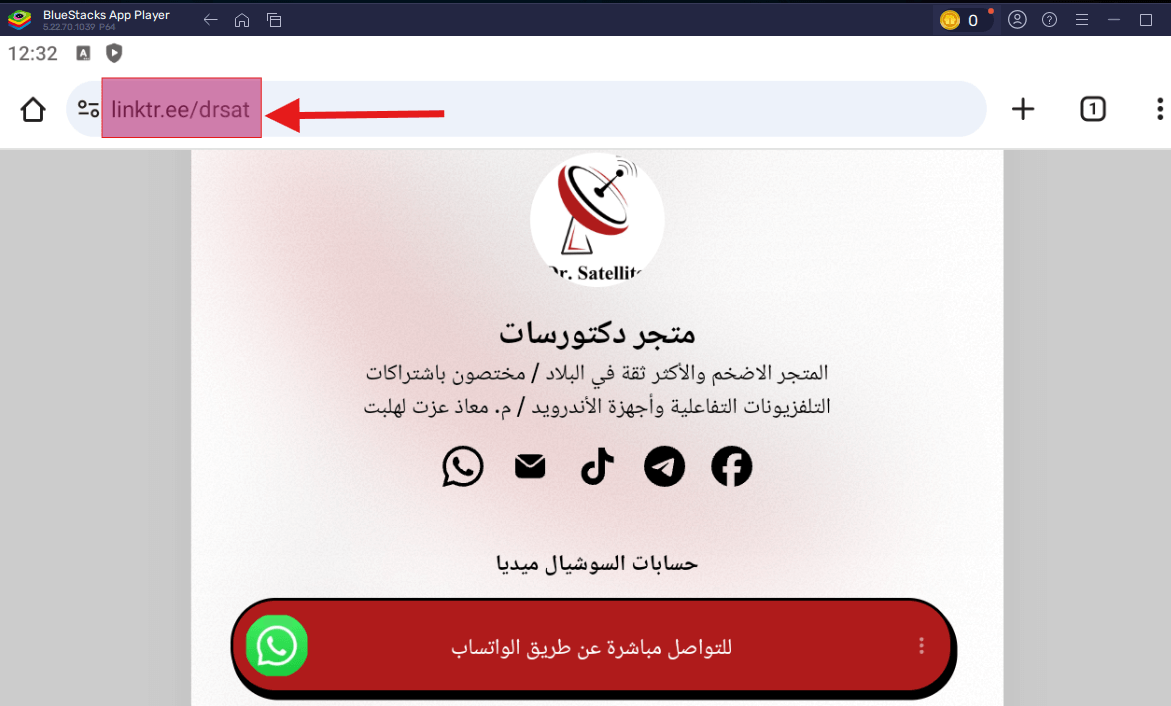 BlueStacks App Player
5.22.70.1039 P64
0
12:32
linktr.ee/drsat
1
Dr. Satellite
متجر دكتورسات
المتجر الاضخم والأكثر ثقة في البلاد / مختصون باشتراكات
التلفزيونات التفاعلية وأجهزة الأندرويد / م. معاذ عزت لهلبت
حسابات السوشيال ميديا
للتواصل مباشرة عن طريق الواتساب